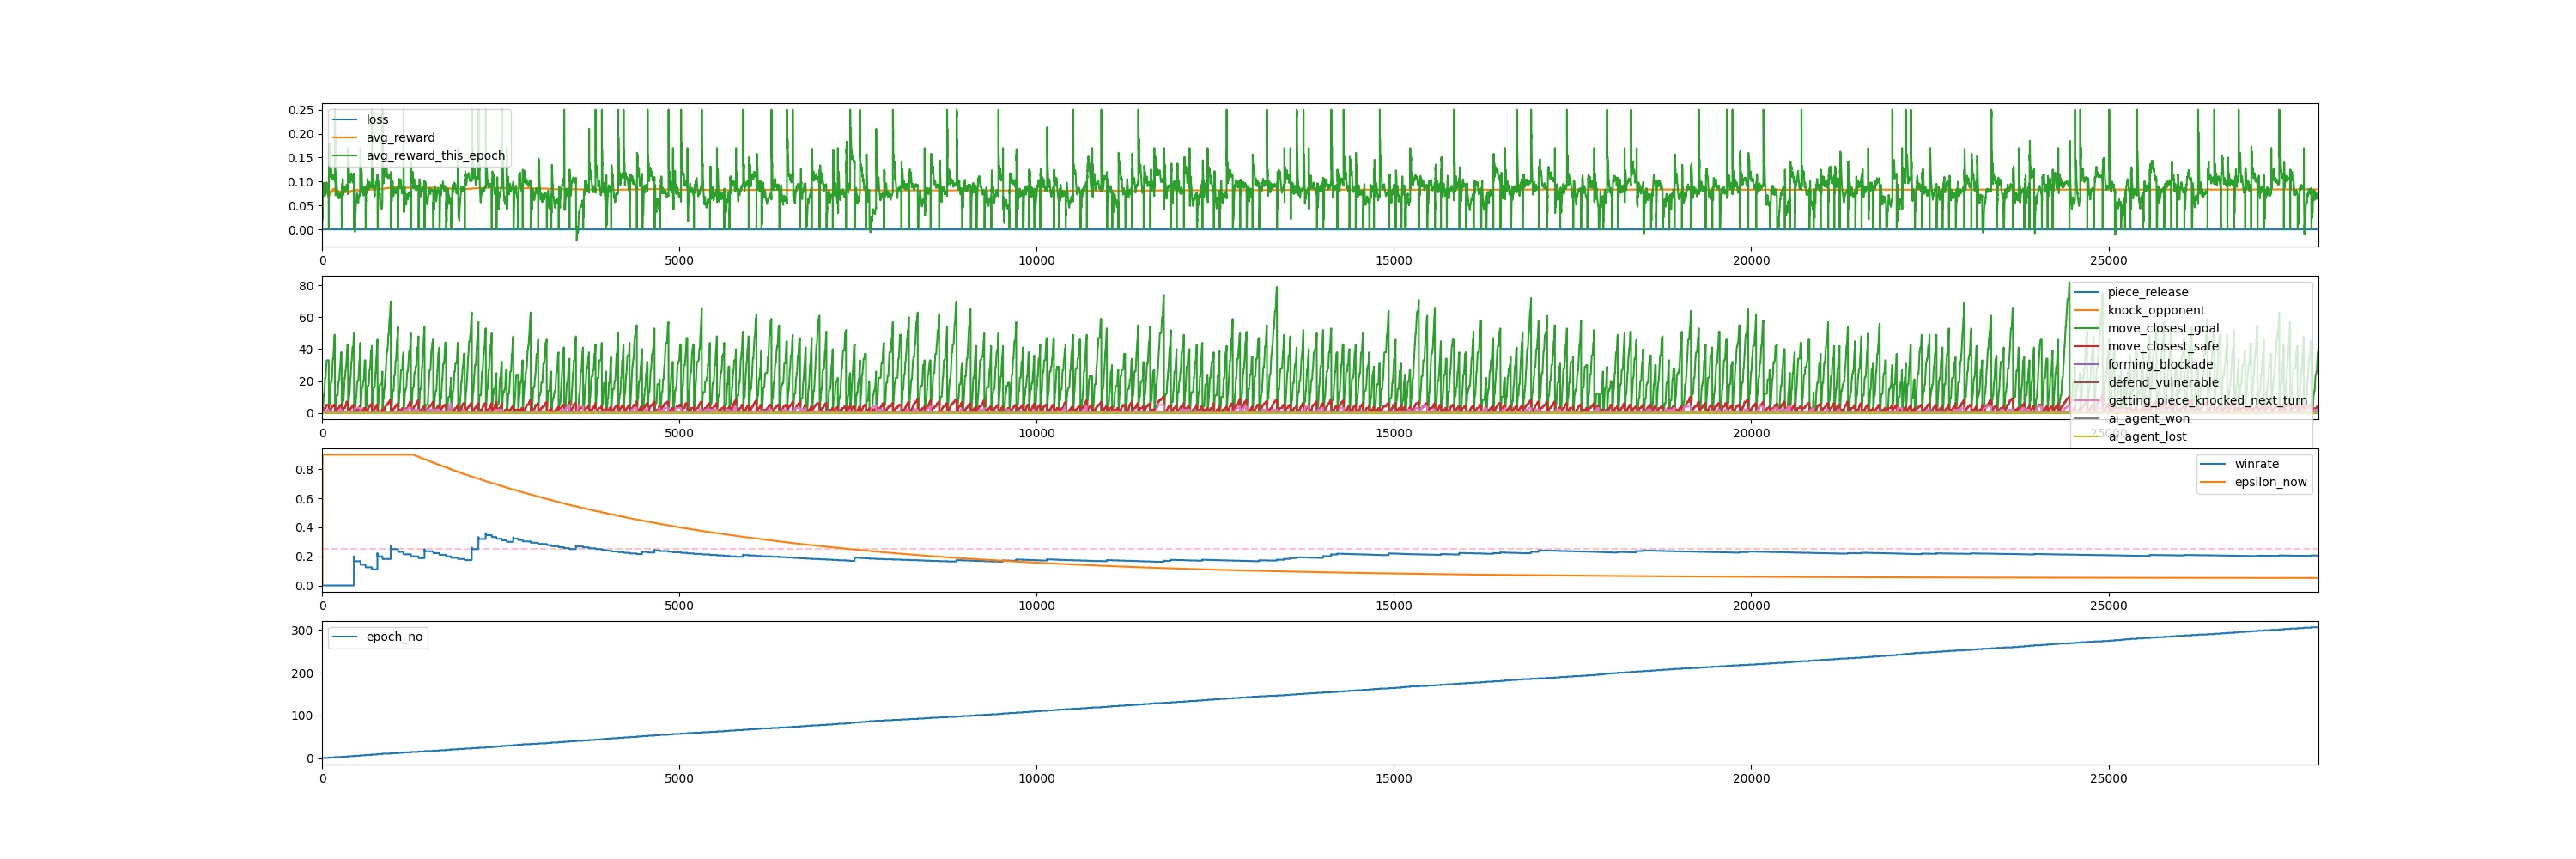 0.25
0.20
0.15
0.10
0.05
0.00
loss
avg_reward
avg_reward_this_epoch
0 5000 10000 15000 20000 25000
80
60
40
20
0
piece_release
knock_opponent
move_closest_goal
move_closest_safe
forming_blockade
defend_vulnerable
getting_piece_knocked_next_turn
ai_agent_won
ai_agent_lost
0 5000 10000 15000 20000 25000
0.8
0.6
0.4
0.2
0.0
winrate
epsilon_now
0 5000 10000 15000 20000 25000
300
200
100
0
epoch_no
0 5000 10000 15000 20000 25000